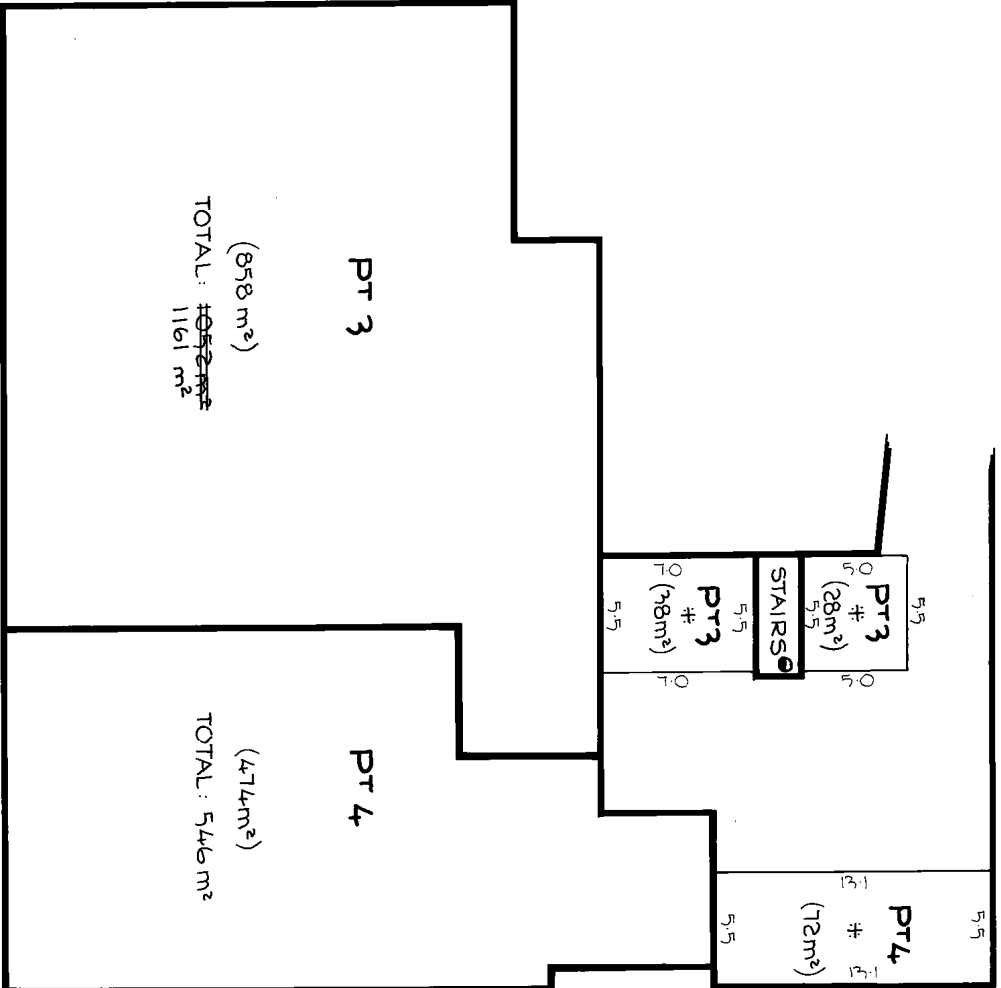 PT 3
(858 m²)
TOTAL: 1052 m²
1161 m²
PT 4
(474m²)
TOTAL: 546 m²
PT3
#
(38m²)
7.0
7.0
5.5
5.5
STAIRS
PT3
#
(28m²)
5.0
5.0
5.5
5.5
PT4
#
(72m²)
13.1
13.1
5.5
5.5